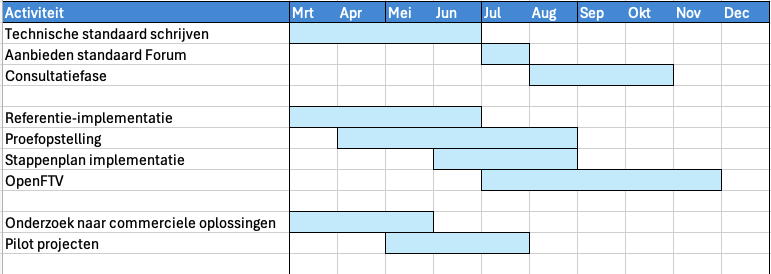 Activiteit Mrt Apr Mei Jun Jul Aug Sep Okt Nov Dec
Technische standaard schrijven
Aanbieden standaard Forum
Consultatiefase
Referentie-implementatie
Proefopstelling
Stappenplan implementatie
OpenFTV
Onderzoek naar commerciele oplossingen
Pilot projecten